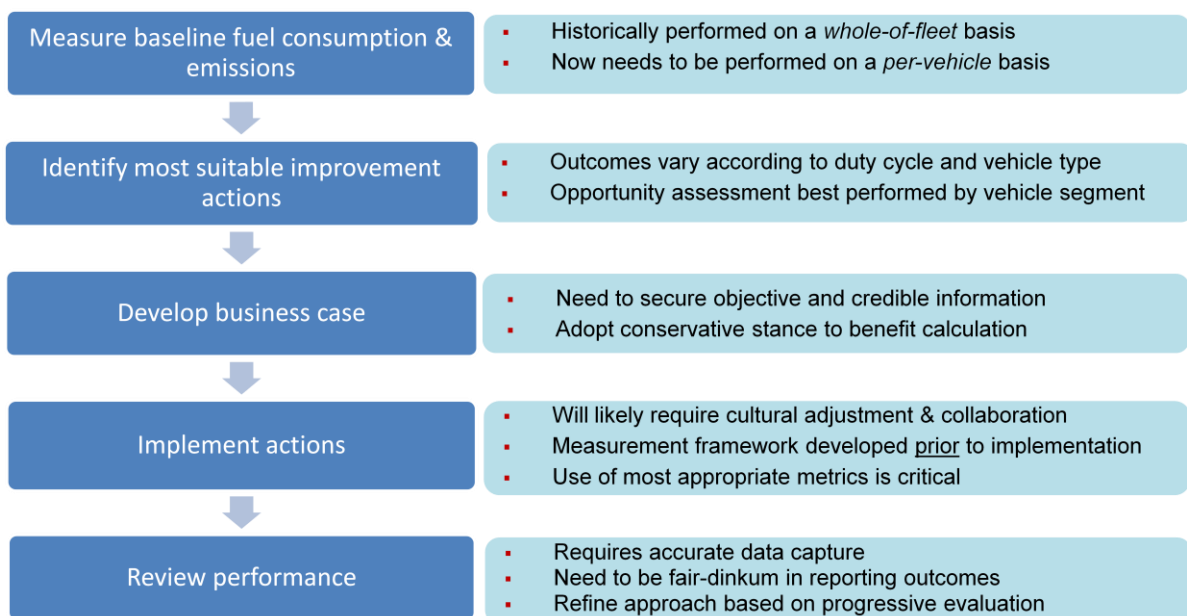 Measure baseline fuel consumption &
emissions
▪ Historically performed on a whole-of-fleet basis
▪ Now needs to be performed on a per-vehicle basis
Identify most suitable improvement
actions
▪ Outcomes vary according to duty cycle and vehicle type
▪ Opportunity assessment best performed by vehicle segment
Develop business case
▪ Need to secure objective and credible information
▪ Adopt conservative stance to benefit calculation
Implement actions
▪ Will likely require cultural adjustment & collaboration
▪ Measurement framework developed prior to implementation
▪ Use of most appropriate metrics is critical
Review performance
▪ Requires accurate data capture
▪ Need to be fair-dinkum in reporting outcomes
▪ Refine approach based on progressive evaluation